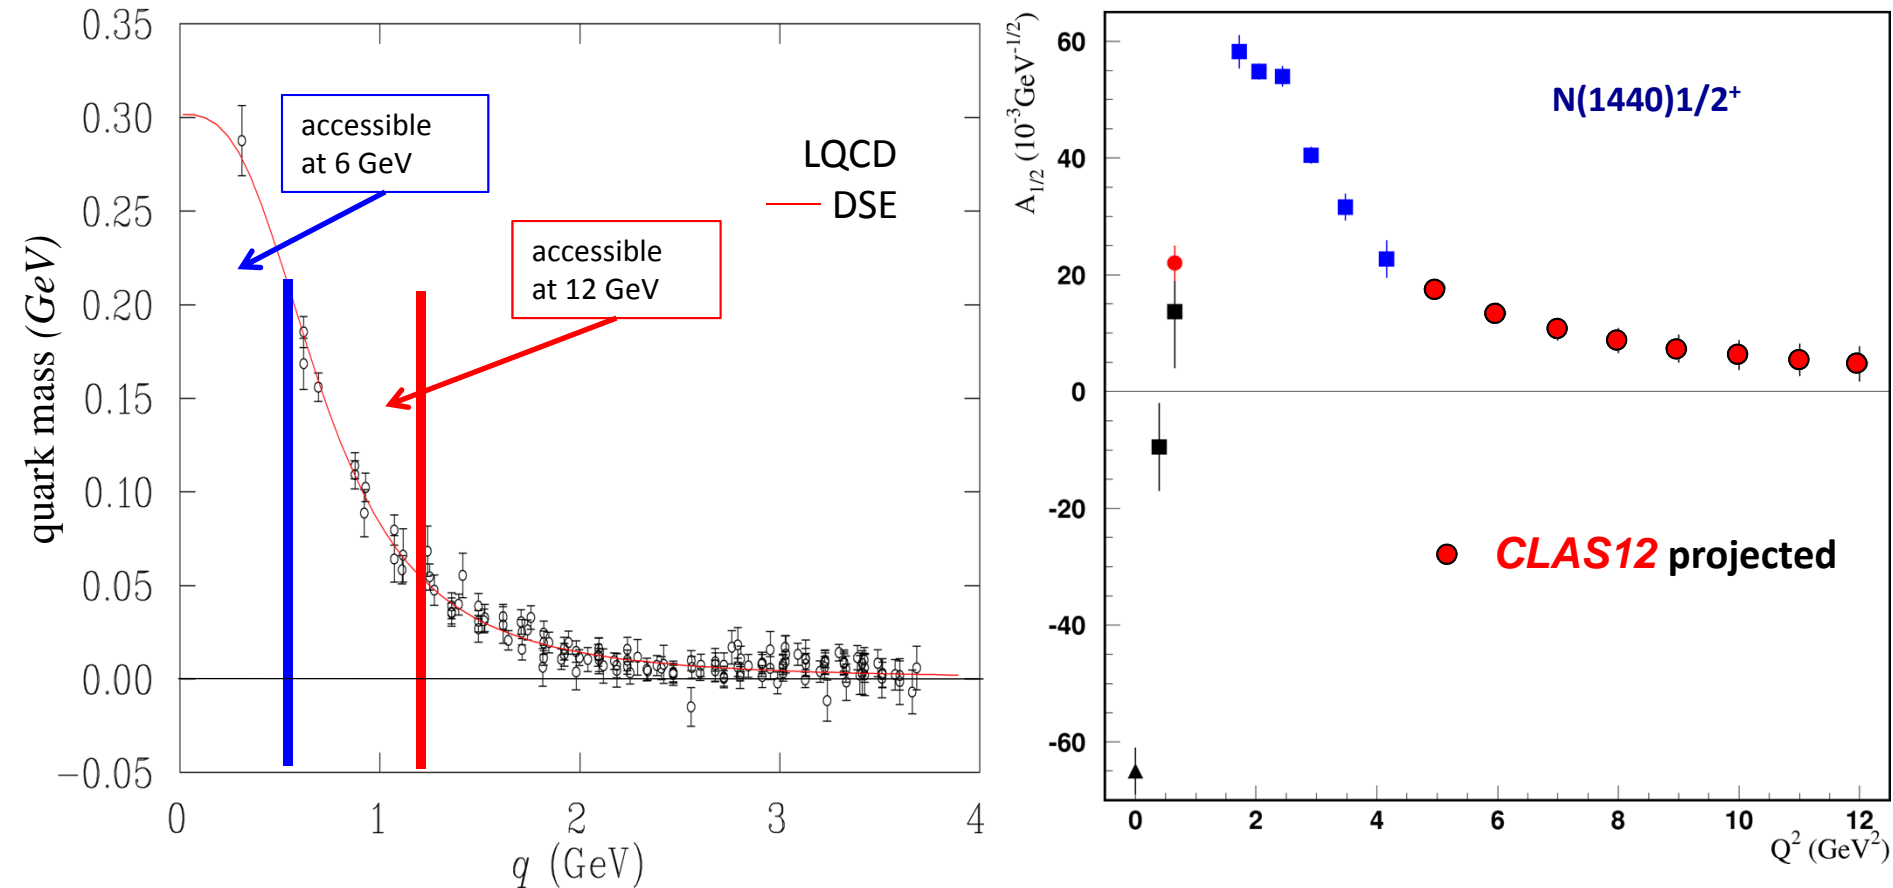 0.35
0.30
0.25
0.20
0.15
0.10
0.05
0.00
−0.05
quark mass (GeV)
0 1 2 3 4
q (GeV)
accessible
at 6 GeV
accessible
at 12 GeV
LQCD
DSE
A1/2 (10-3GeV-1/2)
60
40
20
0
-20
-40
-60
N(1440)1/2+
CLAS12 projected
0 2 4 6 8 10 12
Q2 (GeV2)